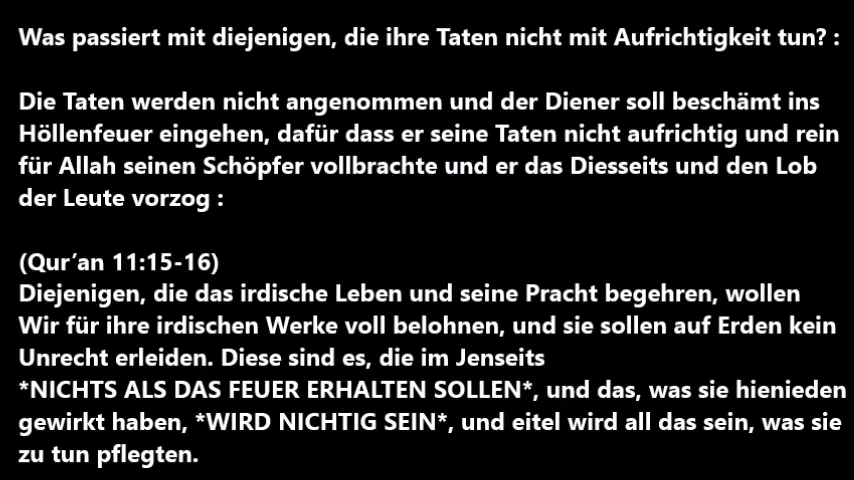 Was passiert mit diejenigen, die ihre Taten nicht mit Aufrichtigkeit tun? :
Die Taten werden nicht angenommen und der Diener soll beschämt ins
Höllenfeuer eingehen, dafür dass er seine Taten nicht aufrichtig und rein
für Allah seinen Schöpfer vollbrachte und er das Diesseits und den Lob
der Leute vorzog :
(Qur’an 11:15-16)
Diejenigen, die das irdische Leben und seine Pracht begehren, wollen
Wir für ihre irdischen Werke voll belohnen, und sie sollen auf Erden kein
Unrecht erleiden. Diese sind es, die im Jenseits
*NICHTS ALS DAS FEUER ERHALTEN SOLLEN*, und das, was sie hienieden
gewirkt haben, *WIRD NICHTIG SEIN*, und eitel wird all das sein, was sie
zu tun pflegten.